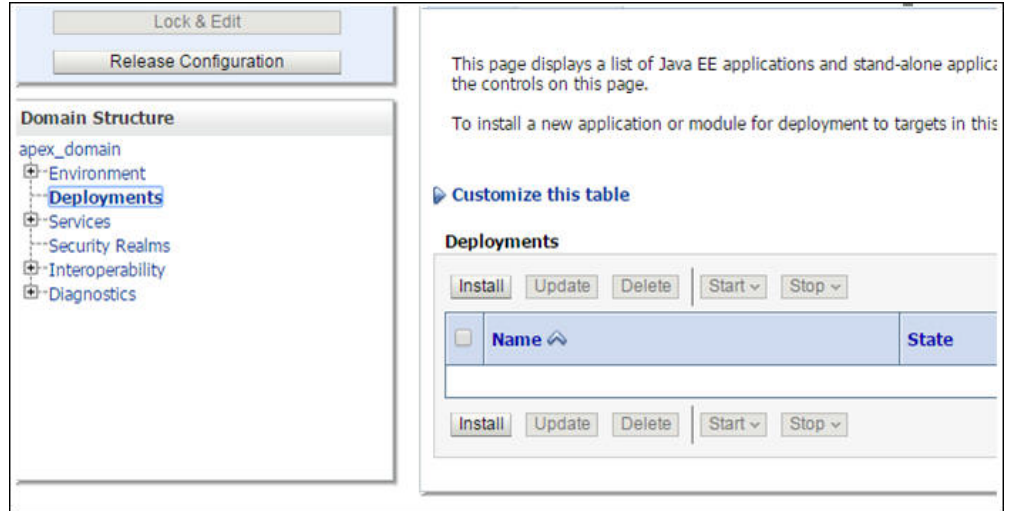 Lock & Edit
Release Configuration
Domain Structure
apex_domain
Environment
Deployments
Services
Security Realms
Interoperability
Diagnostics
This page displays a list of Java EE applications and stand-alone applica
the controls on this page.
To install a new application or module for deployment to targets in this
Customize this table
Deployments
Install Update Delete Start Stop
Name State
Install Update Delete Start Stop